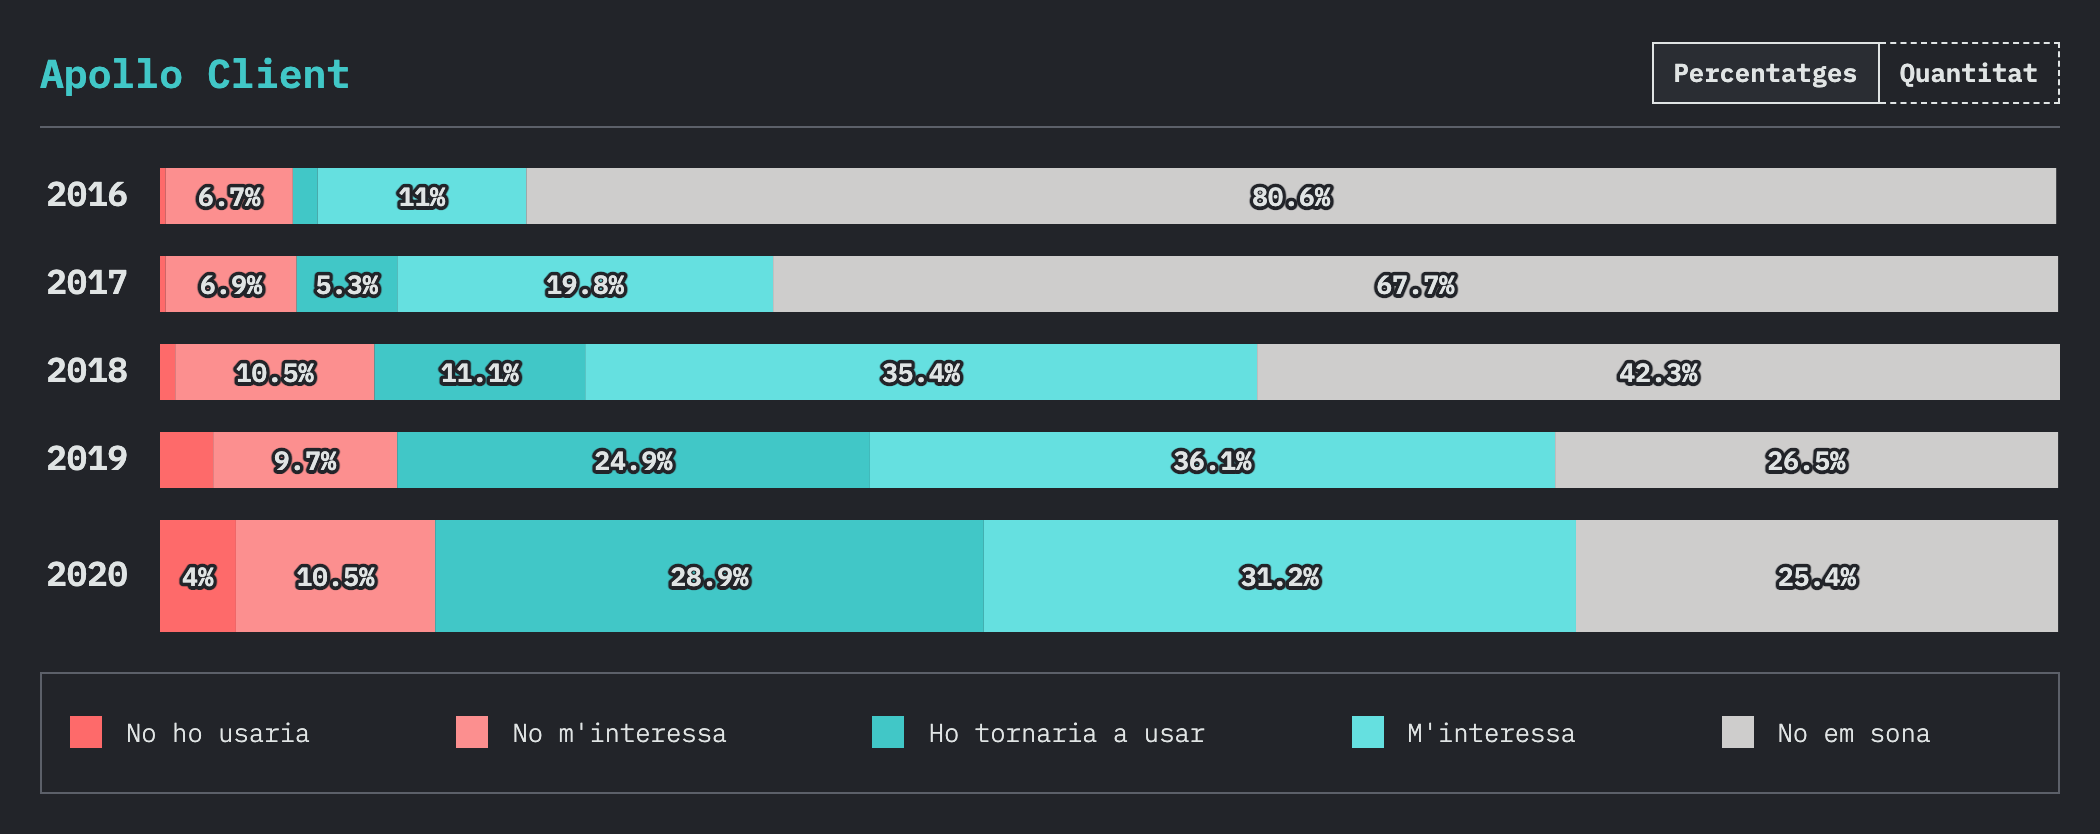 Apollo Client
Percentatges Quantitat
2016 6.7% 11% 80.6%
2017 6.9% 5.3% 19.8% 67.7%
2018 10.5% 11.1% 35.4% 42.3%
2019 9.7% 24.9% 36.1% 26.5%
2020 4% 10.5% 28.9% 31.2% 25.4%
No ho usaria No m'interessa Ho tornaria a usar M'interessa No em sona